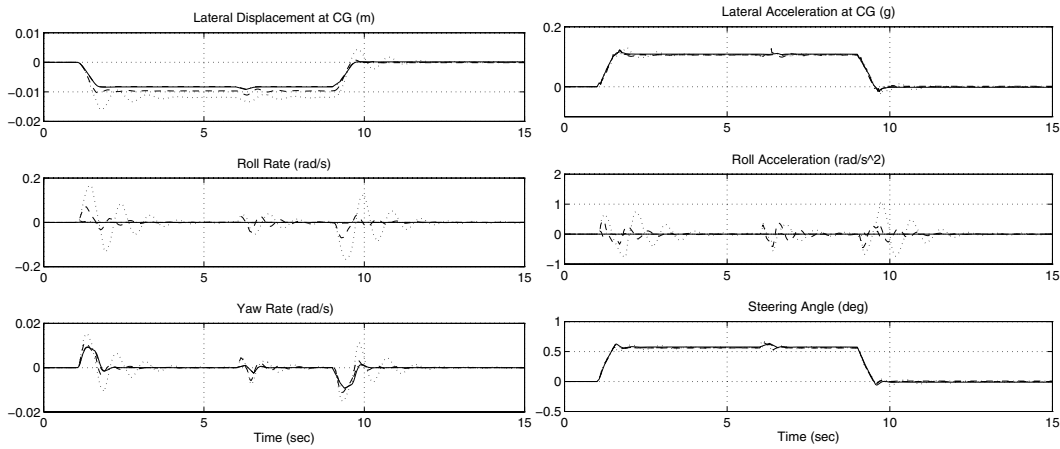 Lateral Displacement at CG (m)
0.01
0
−0.01
−0.02
0 5 10 15
Roll Rate (rad/s)
0.2
0
−0.2
0 5 10 15
Yaw Rate (rad/s)
0.02
0
−0.02
0 5 10 15
Time (sec)
Lateral Acceleration at CG (g)
0.2
0
0 5 10 15
Roll Acceleration (rad/s^2)
2
1
0
−1
0 5 10 15
Steering Angle (deg)
1
0.5
0
−0.5
0 5 10 15
Time (sec)